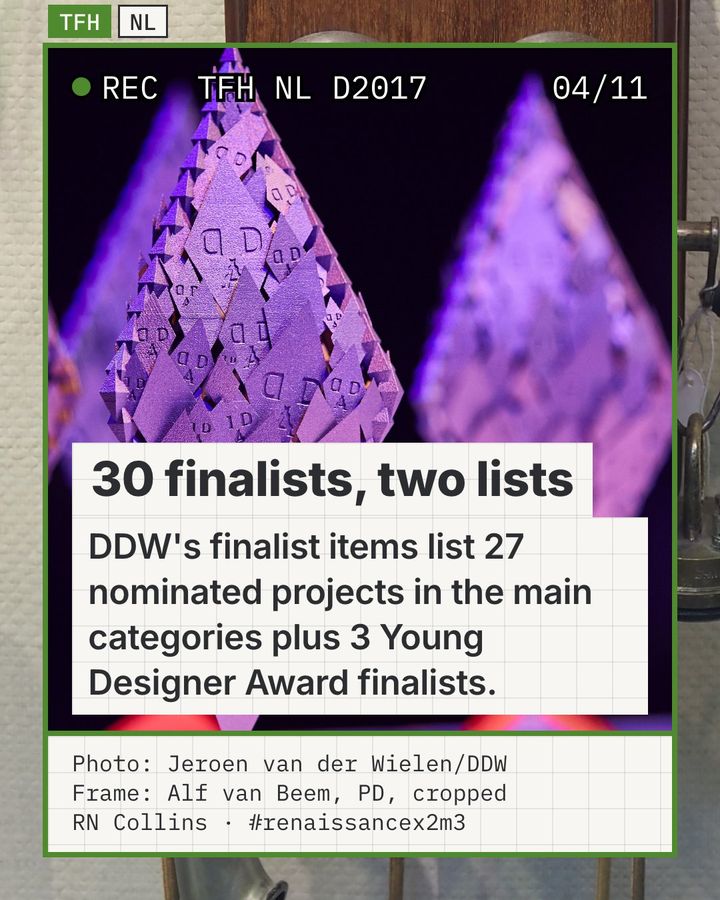 TFH NL
REC TFH NL D2017 04/11
30 finalists, two lists
DDW's finalist items list 27
nominated projects in the main
categories plus 3 Young
Designer Award finalists.
Photo: Jeroen van der Wielen/DDW
Frame: Alf van Beem, PD, cropped
RN Collins · #renaissancex2m3